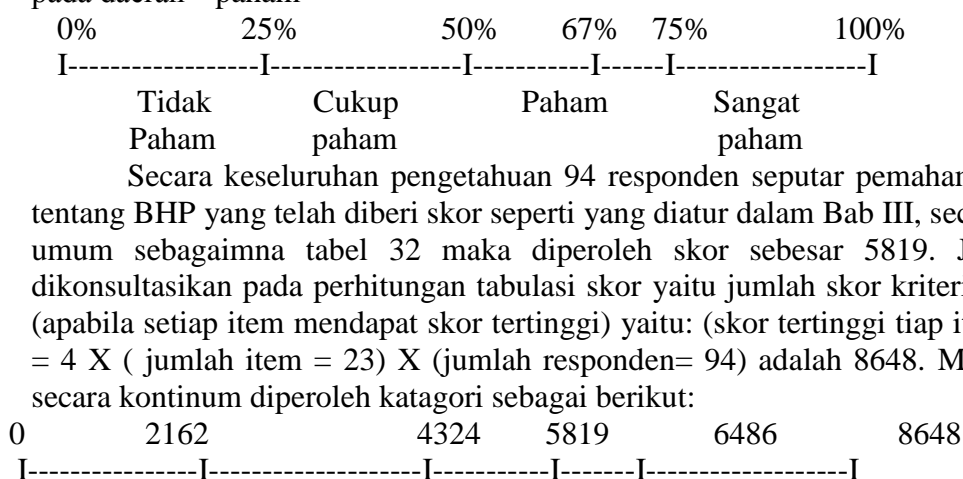 pada daerah paham
0% 25% 50% 67% 75% 100%
I------------------I------------------I-----------I------I------------------I
Tidak Cukup Paham Sangat
Paham paham paham
Secara keseluruhan pengetahuan 94 responden seputar pemaham
tentang BHP yang telah diberi skor seperti yang diatur dalam Bab III, sec
umum sebagaimna tabel 32 maka diperoleh skor sebesar 5819. J
dikonsultasikan pada perhitungan tabulasi skor yaitu jumlah skor kriteri
(apabila setiap item mendapat skor tertinggi) yaitu: (skor tertinggi tiap it
= 4 X ( jumlah item = 23) X (jumlah responden= 94) adalah 8648. M
secara kontinum diperoleh katagori sebagai berikut:
0 2162 4324 5819 6486 8648
I----------------I--------------------I-----------I-------I-------------------I